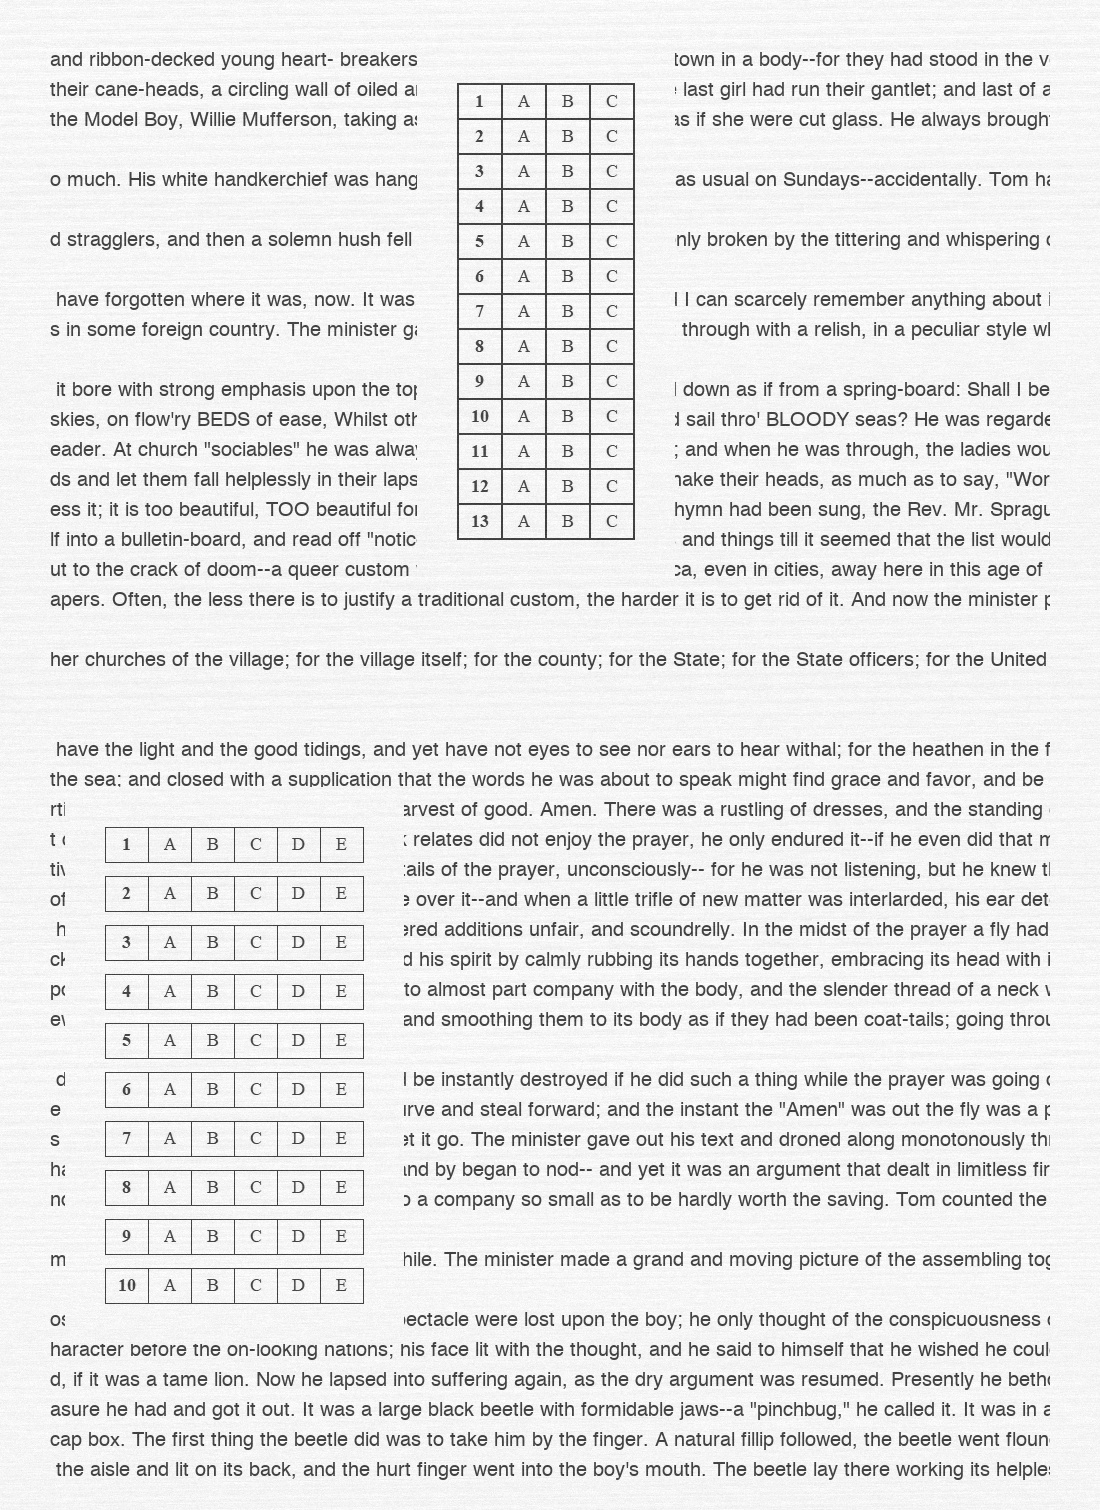 and ribbon-decked young heart- breakers town in a body--for they had stood in the v
their cane-heads, a circling wall of oiled a last girl had run their gantlet; and last of a
the Model Boy, Willie Mufferson, taking as as if she were cut glass. He always brough
o much. His white handkerchief was hang as usual on Sundays--accidentally. Tom ha
d stragglers, and then a solemn hush fell nly broken by the tittering and whispering
have forgotten where it was, now. It was I can scarcely remember anything about
s in some foreign country. The minister ga through with a relish, in a peculiar style wh
it bore with strong emphasis upon the top down as if from a spring-board: Shall I be
skies, on flow'ry BEDS of ease, Whilst oth sail thro' BLOODY seas? He was regarde
eader. At church "sociables" he was alway ; and when he was through, the ladies wou
ds and let them fall helplessly in their laps hake their heads, as much as to say, "Wor
ess it; it is too beautiful, TOO beautiful for hymn had been sung, the Rev. Mr. Spragu
lf into a bulletin-board, and read off "notic and things till it seemed that the list would
ut to the crack of doom--a queer custom ca, even in cities, away here in this age of
1 A B C
2 A B C
3 A B C
4 A B C
5 A B C
6 A B C
7 A B C
8 A B C
9 A B C
10 A B C
11 A B C
12 A B C
13 A B C
apers. Often, the less there is to justify a traditional custom, the harder it is to get rid of it. And now the minister p
her churches of the village; for the village itself; for the county; for the State; for the State officers; for the United
have the light and the good tidings, and yet have not eyes to see nor ears to hear withal; for the heathen in the f
the sea; and closed with a supplication that the words he was about to speak might find grace and favor, and be
rti arvest of good. Amen. There was a rustling of dresses, and the standing
t relates did not enjoy the prayer, he only endured it--if he even did that m
tiv ails of the prayer, unconsciously-- for he was not listening, but he knew th
of over it--and when a little trifle of new matter was interlarded, his ear det
h ered additions unfair, and scoundrelly. In the midst of the prayer a fly had
ck d his spirit by calmly rubbing its hands together, embracing its head with i
po to almost part company with the body, and the slender thread of a neck w
ev and smoothing them to its body as if they had been coat-tails; going throu
d l be instantly destroyed if he did such a thing while the prayer was going
e urve and steal forward; and the instant the "Amen" was out the fly was a p
s et it go. The minister gave out his text and droned along monotonously thr
ha and by began to nod-- and yet it was an argument that dealt in limitless fir
no o a company so small as to be hardly worth the saving. Tom counted the
m hile. The minister made a grand and moving picture of the assembling tog
os pectacle were lost upon the boy; he only thought of the conspicuousness
1 A B C D E
2 A B C D E
3 A B C D E
4 A B C D E
5 A B C D E
6 A B C D E
7 A B C D E
8 A B C D E
9 A B C D E
10 A B C D E
haracter before the on-looking nations; his face lit with the thought, and he said to himself that he wished he coul
d, if it was a tame lion. Now he lapsed into suffering again, as the dry argument was resumed. Presently he betho
asure he had and got it out. It was a large black beetle with formidable jaws--a "pinchbug," he called it. It was in a
cap box. The first thing the beetle did was to take him by the finger. A natural fillip followed, the beetle went floun
the aisle and lit on its back, and the hurt finger went into the boy's mouth. The beetle lay there working its helples